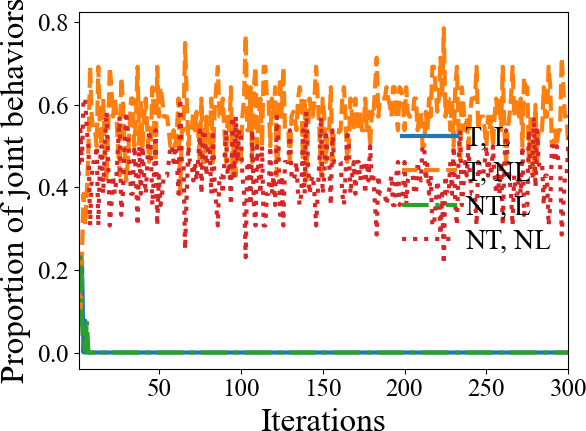 Proportion of joint behaviors
0.8
0.6
0.4
0.2
0.0
T, L
T, NL
NT, L
NT, NL
50
100
150
200
250
300
Iterations